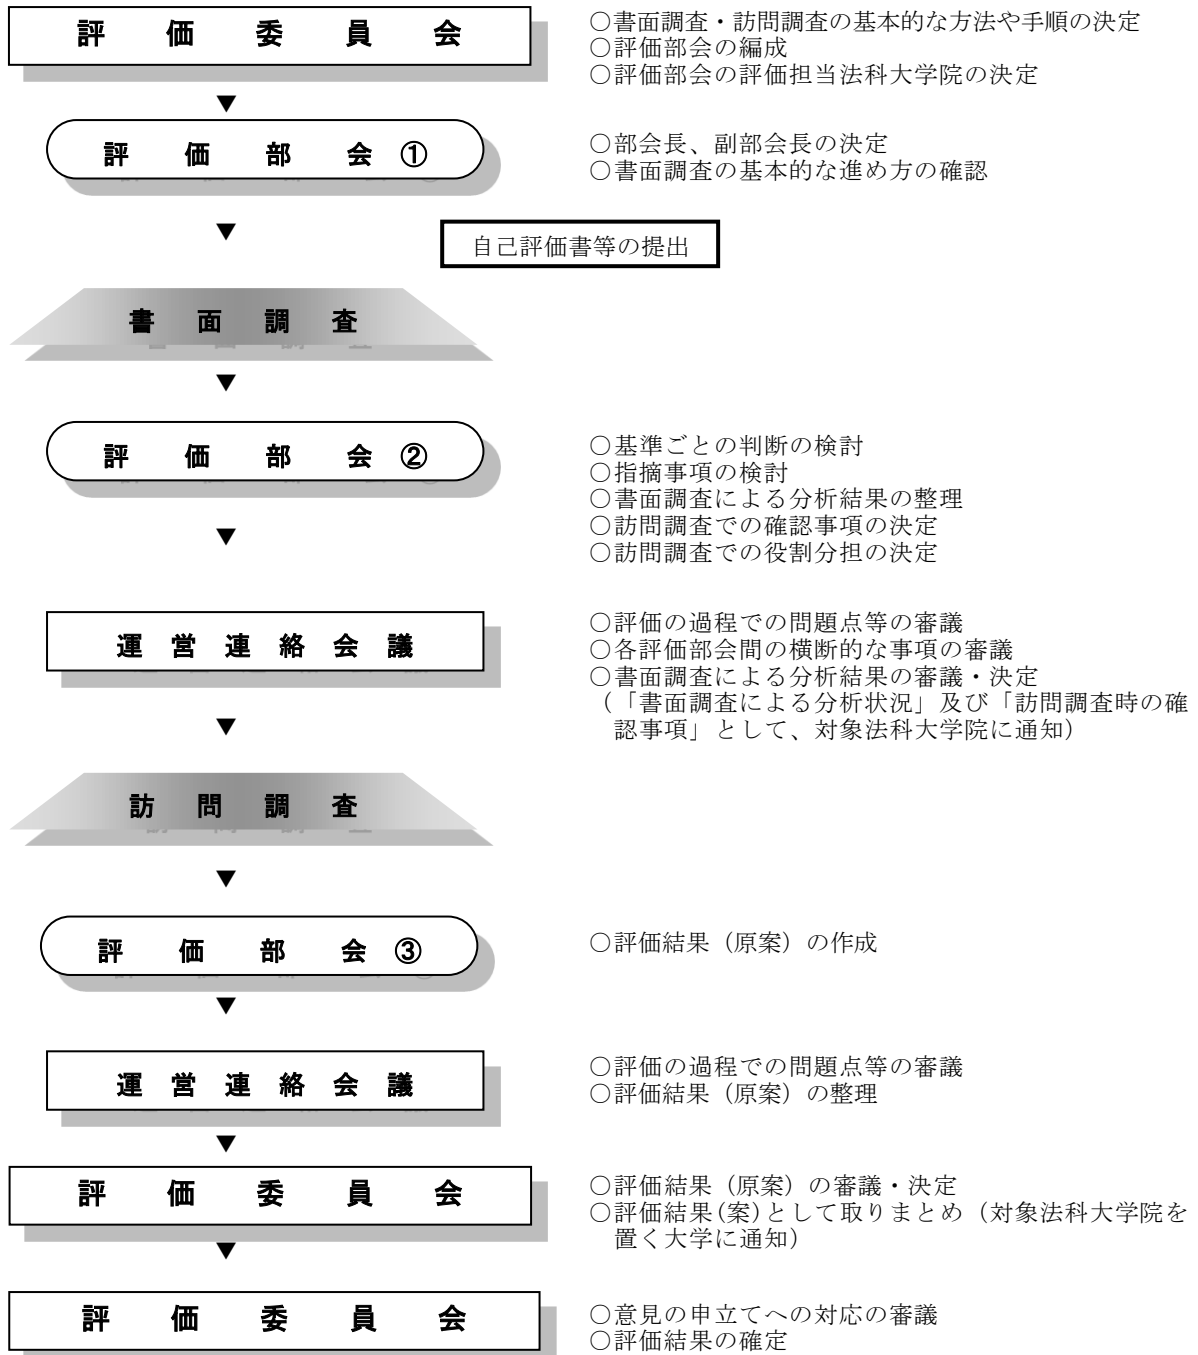 評価委員会
○書面調査・訪問調査の基本的な方法や手順の決定
○評価部会の編成
○評価部会の評価担当法科大学院の決定
▼
評価部会①
○部会長、副部会長の決定
○書面調査の基本的な進め方の確認
▼
自己評価書等の提出
書面調査
▼
評価部会②
○基準ごとの判断の検討
○指摘事項の検討
○書面調査による分析結果の整理
○訪問調査での確認事項の決定
○訪問調査での役割分担の決定
▼
運営連絡会議
○評価の過程での問題点等の審議
○各評価部会間の横断的な事項の審議
○書面調査による分析結果の審議・決定
（「書面調査による分析状況」及び「訪問調査時の確
認事項」として、対象法科大学院に通知）
▼
訪問調査
▼
評価部会③
○評価結果（原案）の作成
▼
運営連絡会議
○評価の過程での問題点等の審議
○評価結果（原案）の整理
▼
評価委員会
○評価結果（原案）の審議・決定
○評価結果(案)として取りまとめ（対象法科大学院を
置く大学に通知）
▼
評価委員会
○意見の申立てへの対応の審議
○評価結果の確定